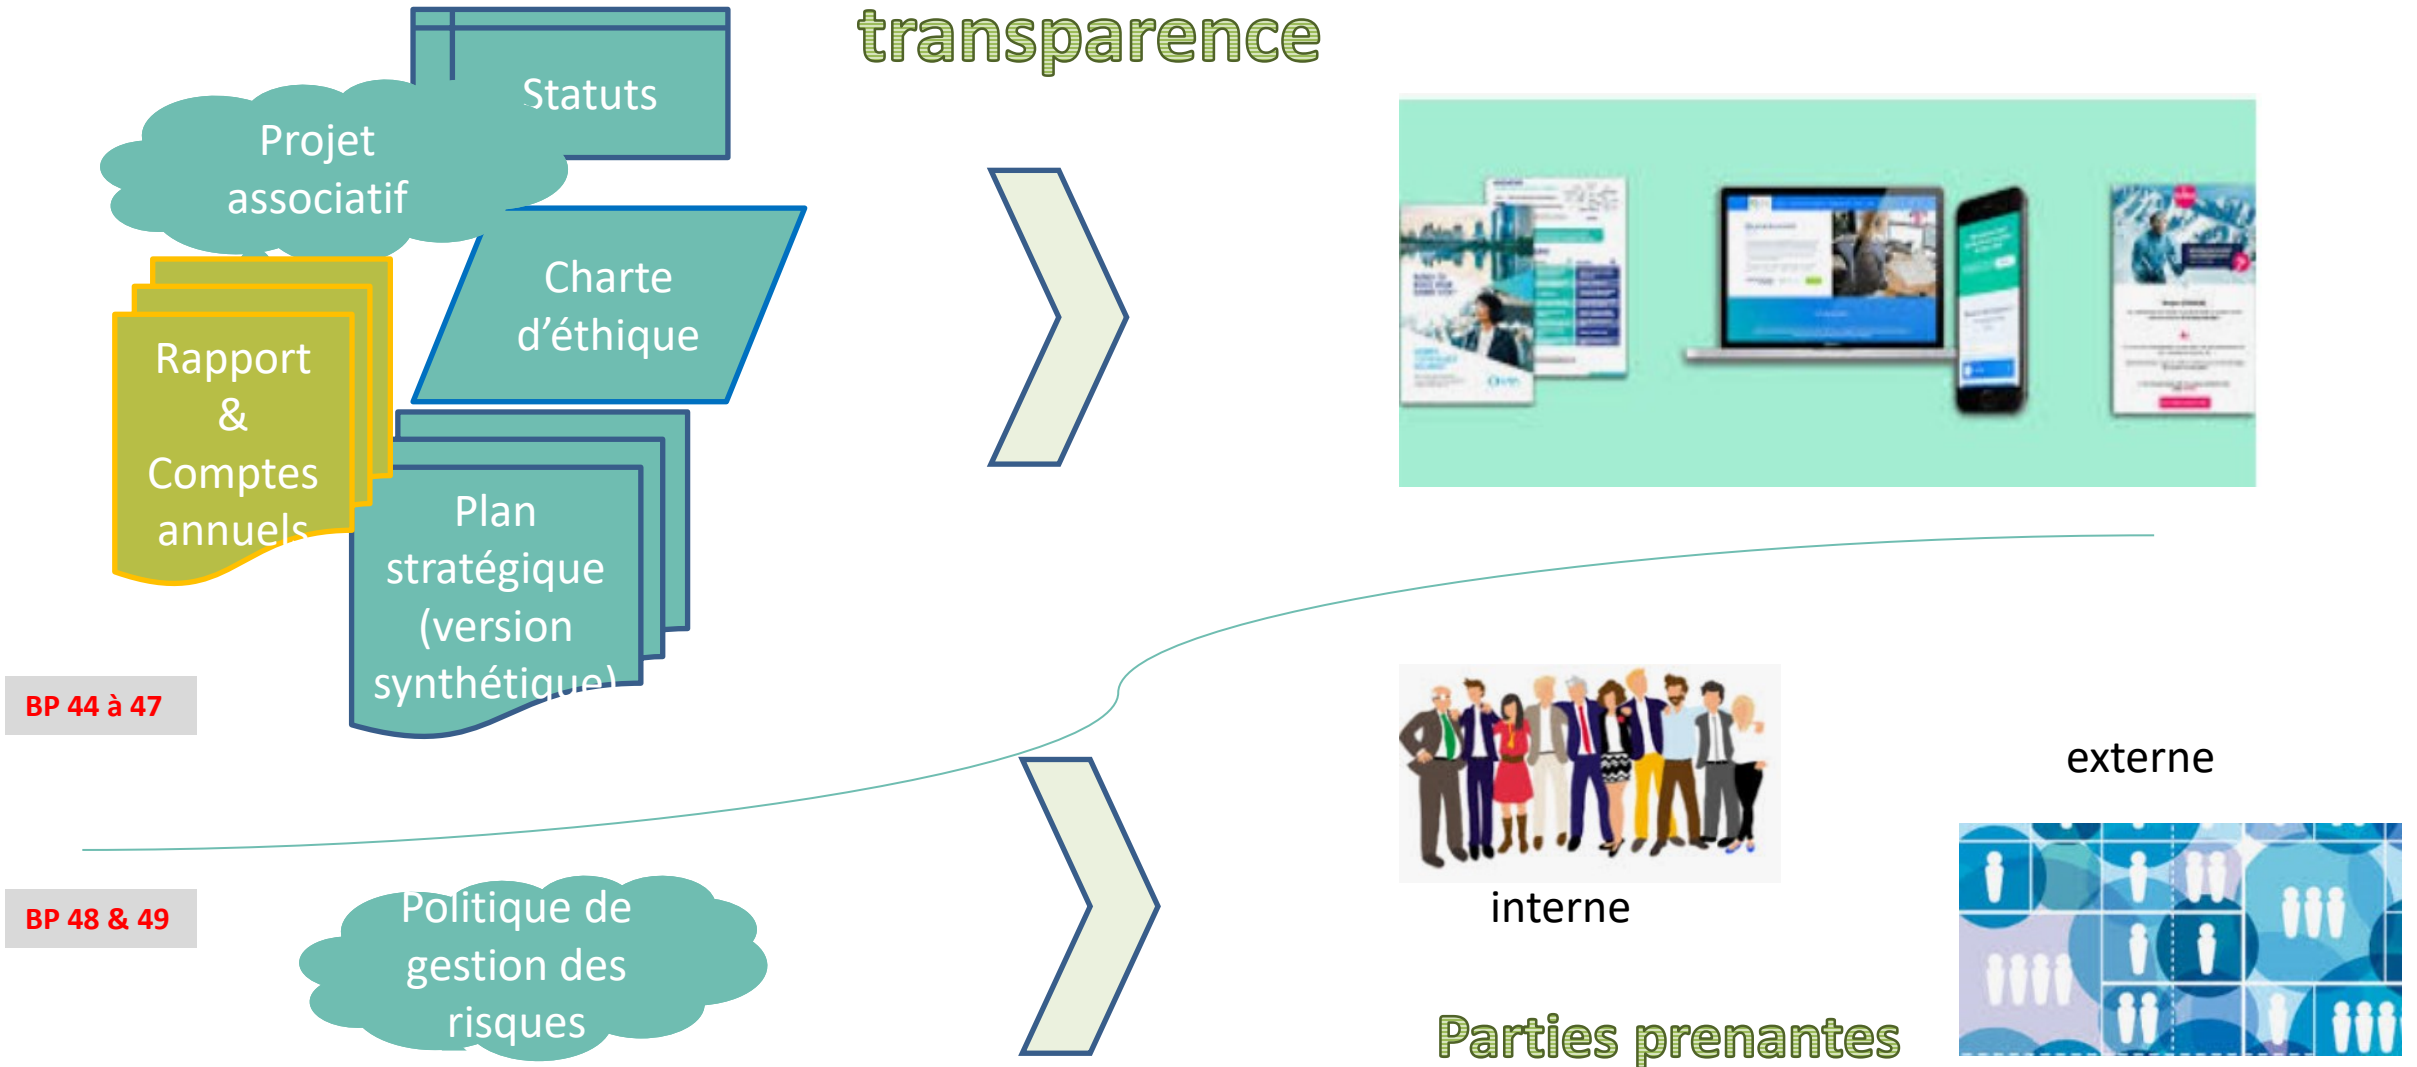 transparence
Statuts
Projet
associatif
Charte
d’éthique
Rapport
&
Comptes
annuels
Plan
stratégique
(version
synthétique)
BP 44 à 47
externe
interne
BP 48 & 49
Politique de
gestion des
risques
Parties prenantes